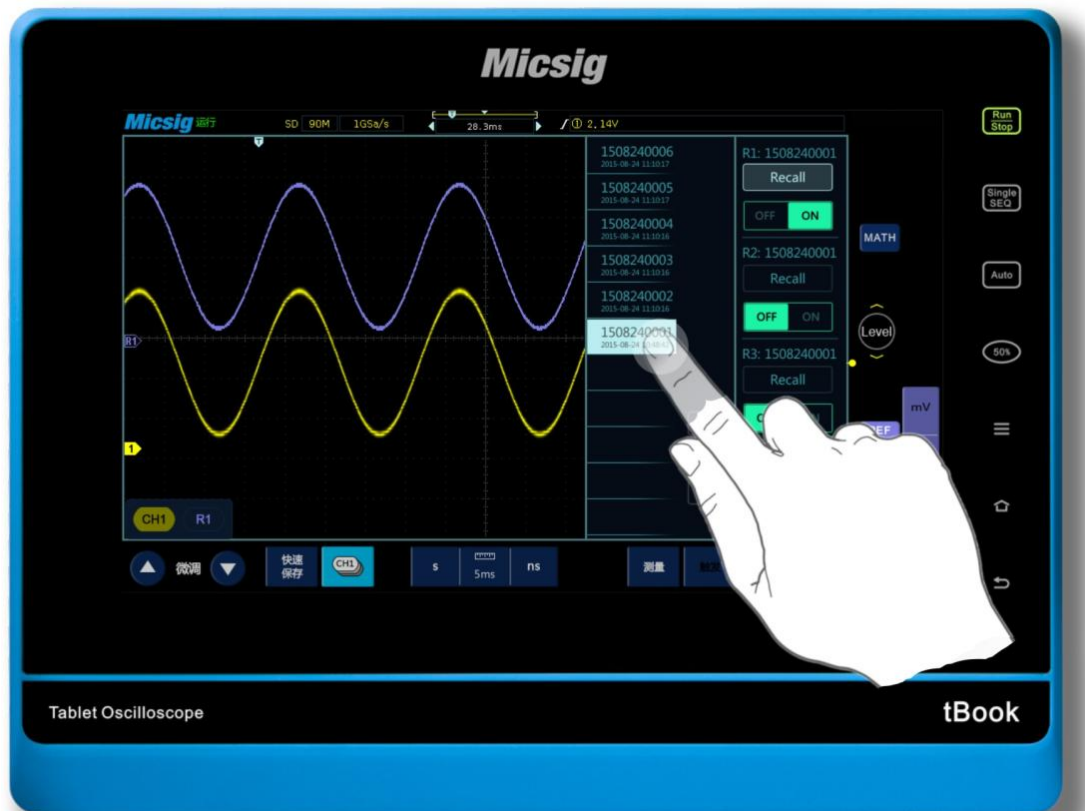 Micsig
Micsig 运行 SD 90M 1GSa/s 28.3ms ① 2.14V
1508240006
2015-08-24 11:10:17
1508240005
2015-08-24 11:10:17
1508240004
2015-08-24 11:10:16
1508240003
2015-08-24 11:10:16
1508240002
2015-08-24 11:10:16
1508240001
R1: 1508240001
Recall
OFF ON
R2: 1508240001
Recall
OFF ON
R3: 1508240001
Recall
MATH
Level
mV
R1
1
CH1 R1
微调
快速
保存
CH1
s 5ms ns
测量
Run
Stop
Single
SEQ
Auto
50%
Tablet Oscilloscope
tBook